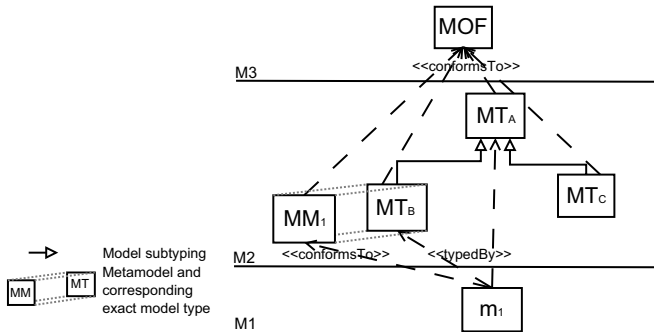 MOF
<<conformsTo>>
M3
MTA
MM1
MTB
MTC
Model subtyping
M2
<<conformsTo>>
<<typedBy>>
MM
MT
Metamodel and
corresponding
exact model type
m1
M1